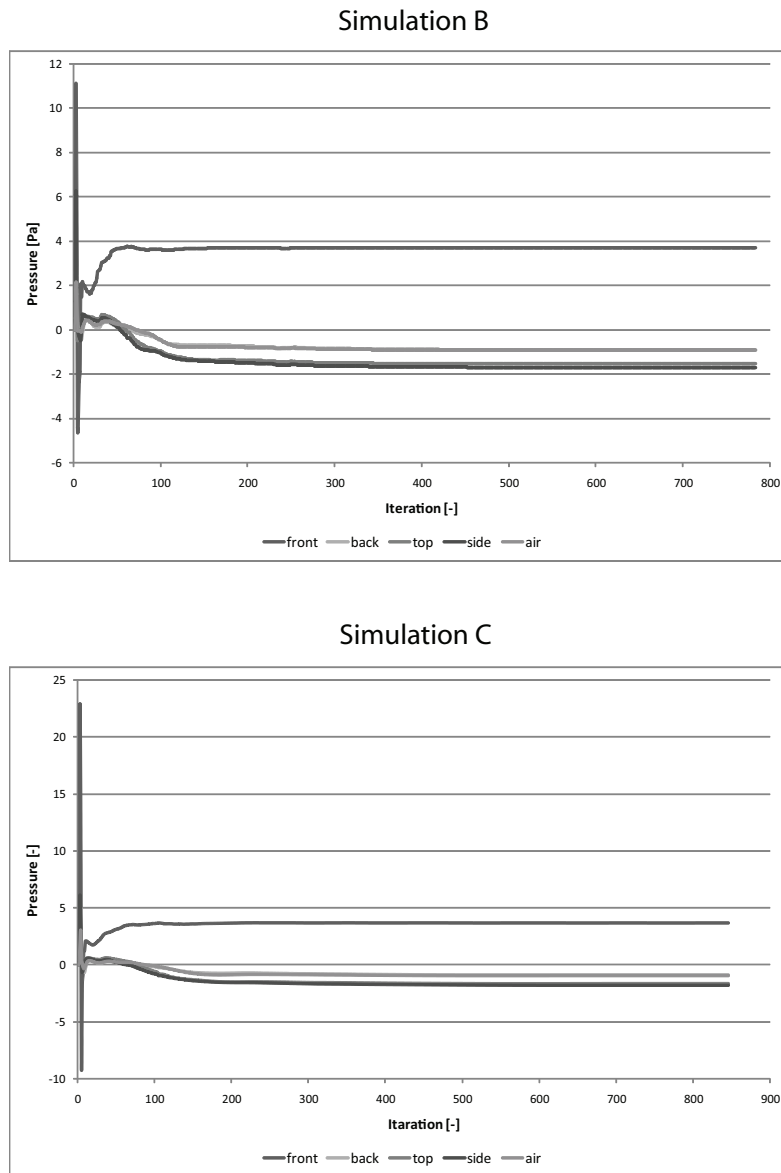 Simulation B
12
10
8
6
4
2
0
-2
-4
-6
Pressure [Pa]
0 100 200 300 400 500 600 700 800
Iteration [-]
front back top side air
Simulation C
25
20
15
10
5
0
-5
-10
Pressure [-]
0 100 200 300 400 500 600 700 800 900
Itaration [-]
front back top side air